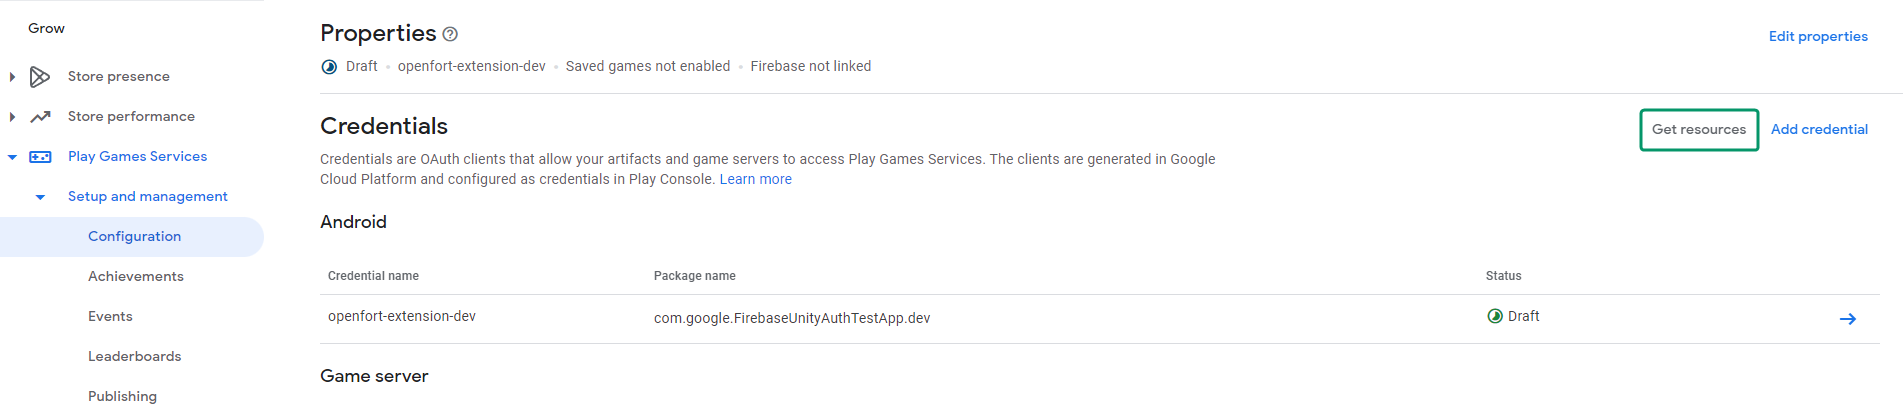 Grow
Store presence
Store performance
Play Games Services
Setup and management
Configuration
Achievements
Events
Leaderboards
Publishing
Properties
Edit properties
Draft • openfort-extension-dev • Saved games not enabled • Firebase not linked
Credentials
Get resources
Add credential
Credentials are OAuth clients that allow your artifacts and game servers to access Play Games Services. The clients are generated in Google
Cloud Platform and configured as credentials in Play Console. Learn more
Android
Credential name Package name Status
openfort-extension-dev com.google.FirebaseUnityAuthTestApp.dev Draft
Game server